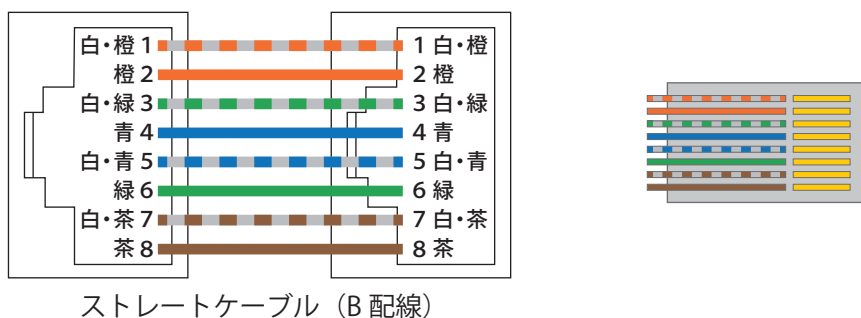 白・橙 1 1 白・橙
橙 2 2 橙
白・緑 3 3 白・緑
青 4 4 青
白・青 5 5 白・青
緑 6 6 緑
白・茶 7 7 白・茶
茶 8 8 茶
ストレートケーブル（B 配線）